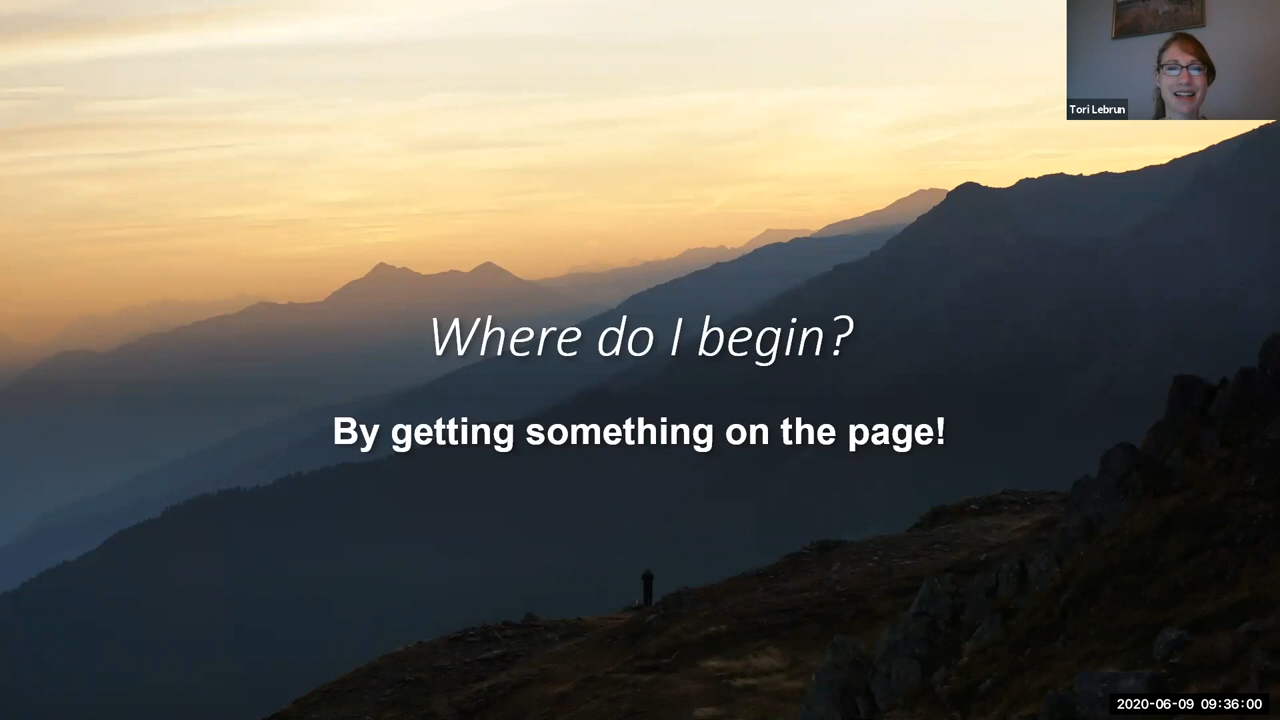 Tori Lebrun
Where do I begin?
By getting something on the page!
2020-06-09 09:36:00